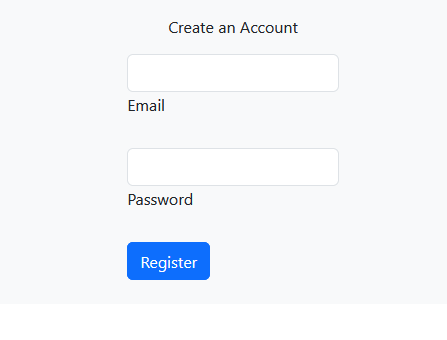 Create an Account
Email
Password
Register